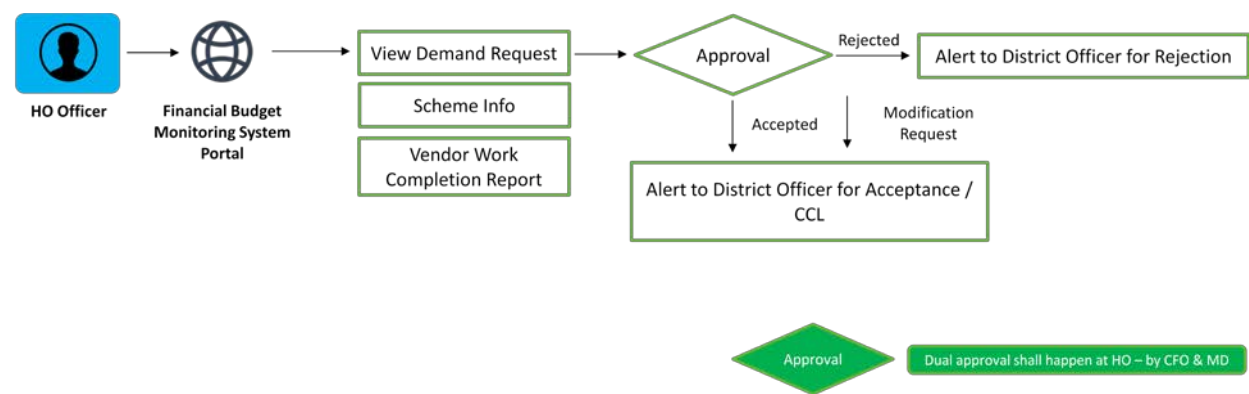 HO Officer
Financial Budget
Monitoring System
Portal
View Demand Request
Scheme Info
Vendor Work
Completion Report
Approval
Rejected
Alert to District Officer for Rejection
Accepted
Modification
Request
Alert to District Officer for Acceptance /
CCL
Approval
Dual approval shall happen at HO – by CFO & MD